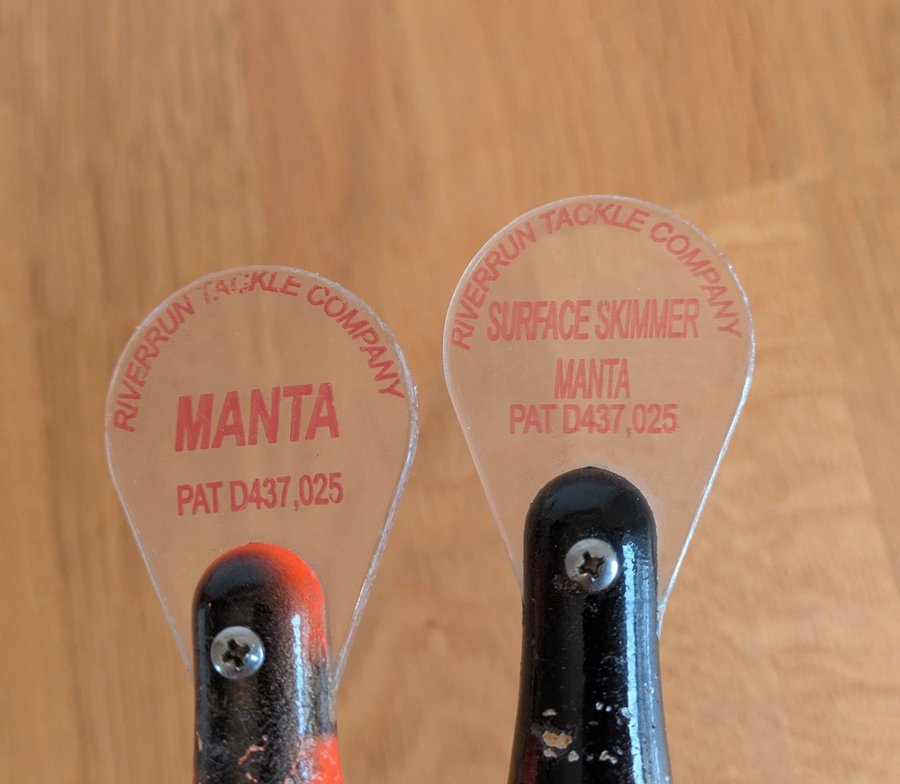 RIVERRUN TACKLE COMPANY
MANTA
PAT D437,025
RIVERRUN TACKLE COMPANY
SURFACE SKIMMER
MANTA
PAT D437,025